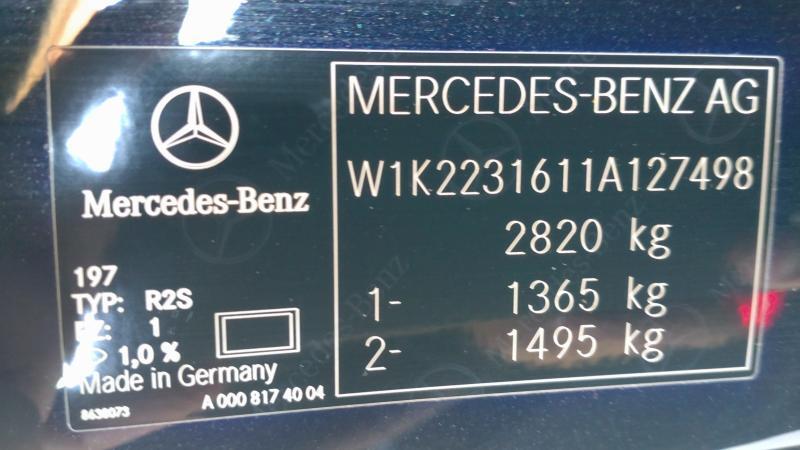 Mercedes-Benz
197
TYP: R2S
1
1,0 %
Made in Germany
8438073
A 000 817 40 04
MERCEDES-BENZ AG
W1K2231611A127498
2820 kg
1- 1365 kg
2- 1495 kg